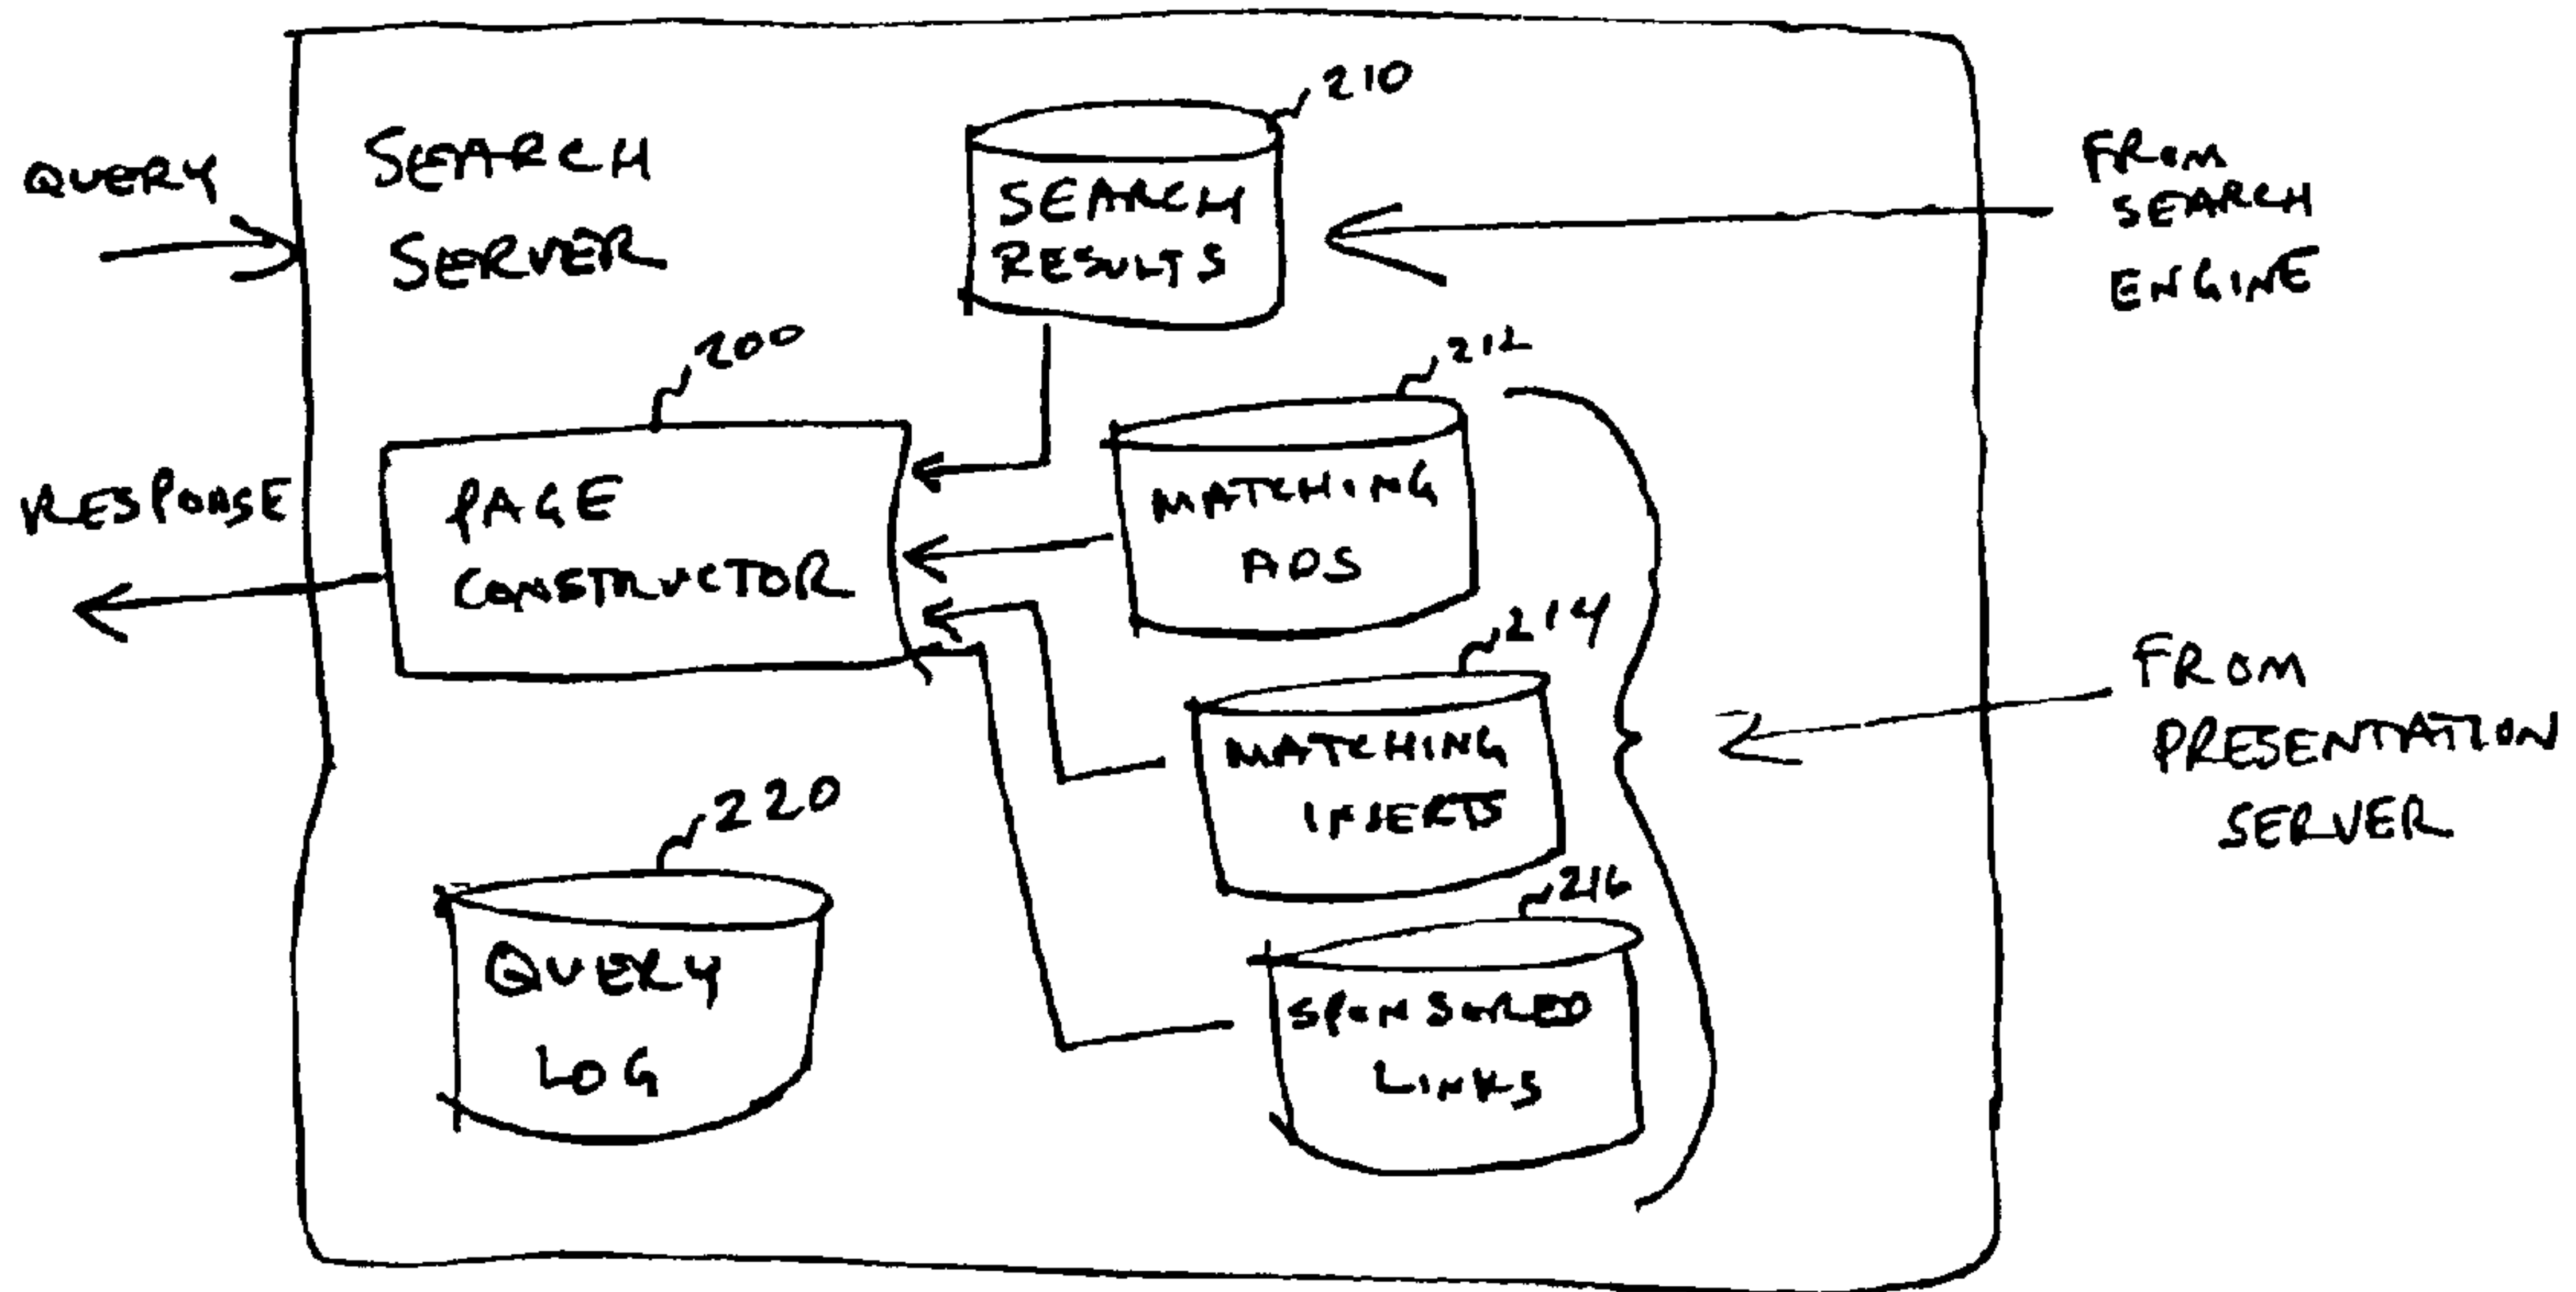 QUERY
SEARCH
SERVER
210
SEARCH
RESULTS
FROM
SEARCH
ENGINE
200
PAGE
CONSTRUCTOR
RESPONSE
212
MATCHING
ADS
214
MATCHING
INSERTS
FROM
PRESENTATION
SERVER
220
QUERY
LOG
216
SPONSORED
LINKS